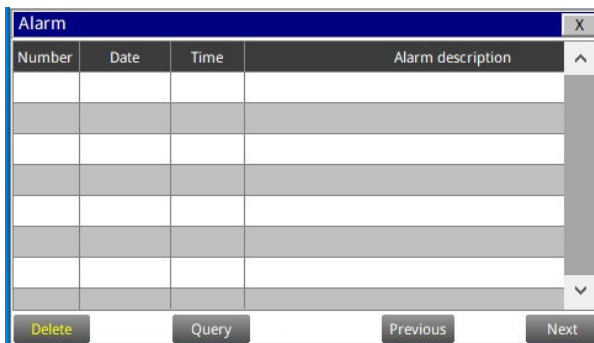 Alarm X
Number Date Time Alarm description
Delete Query Previous Next